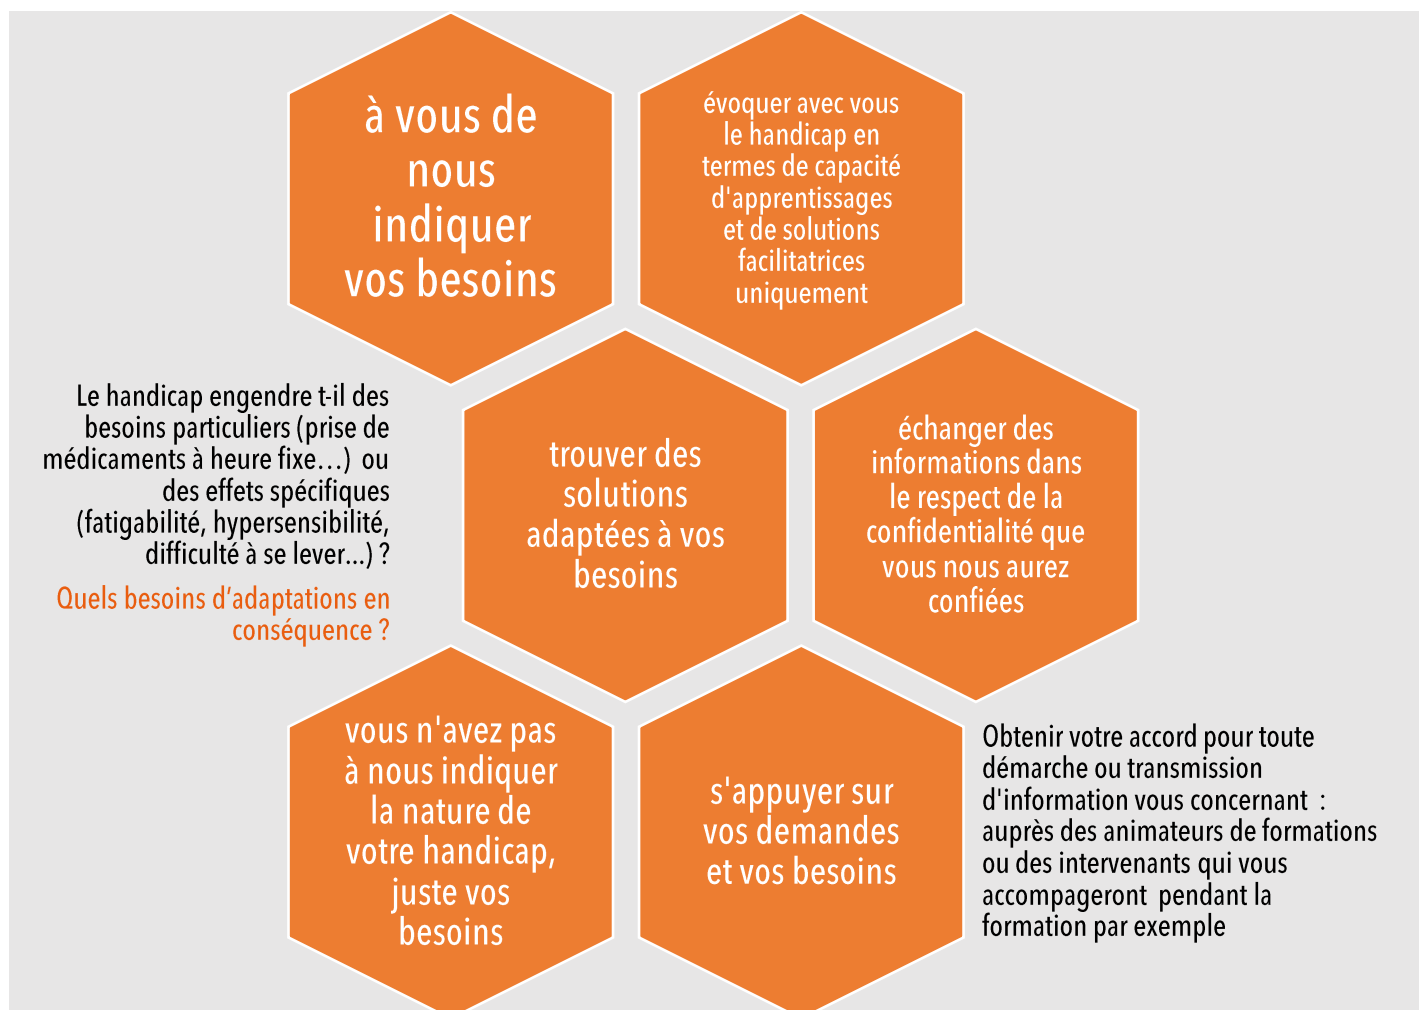 à vous de
nous
indiquer
vos besoins
évoquer avec vous
le handicap en
termes de capacité
d'apprentissages
et de solutions
facilitatrices
uniquement
Le handicap engendre t-il des
besoins particuliers (prise de
médicaments à heure fixe…)  ou
des effets spécifiques
(fatigabilité, hypersensibilité,
difficulté à se lever...) ?
Quels besoins d’adaptations en
conséquence ?
trouver des
solutions
adaptées à vos
besoins
échanger des
informations dans
le respect de la
confidentialité que
vous nous aurez
confiées
vous n'avez pas
à nous indiquer
la nature de
votre handicap,
juste vos
besoins
s'appuyer sur
vos demandes
et vos besoins
Obtenir votre accord pour toute
démarche ou transmission
d'information vous concernant  :
auprès des animateurs de formations
ou des intervenants qui vous
accompageront  pendant la
formation par exemple